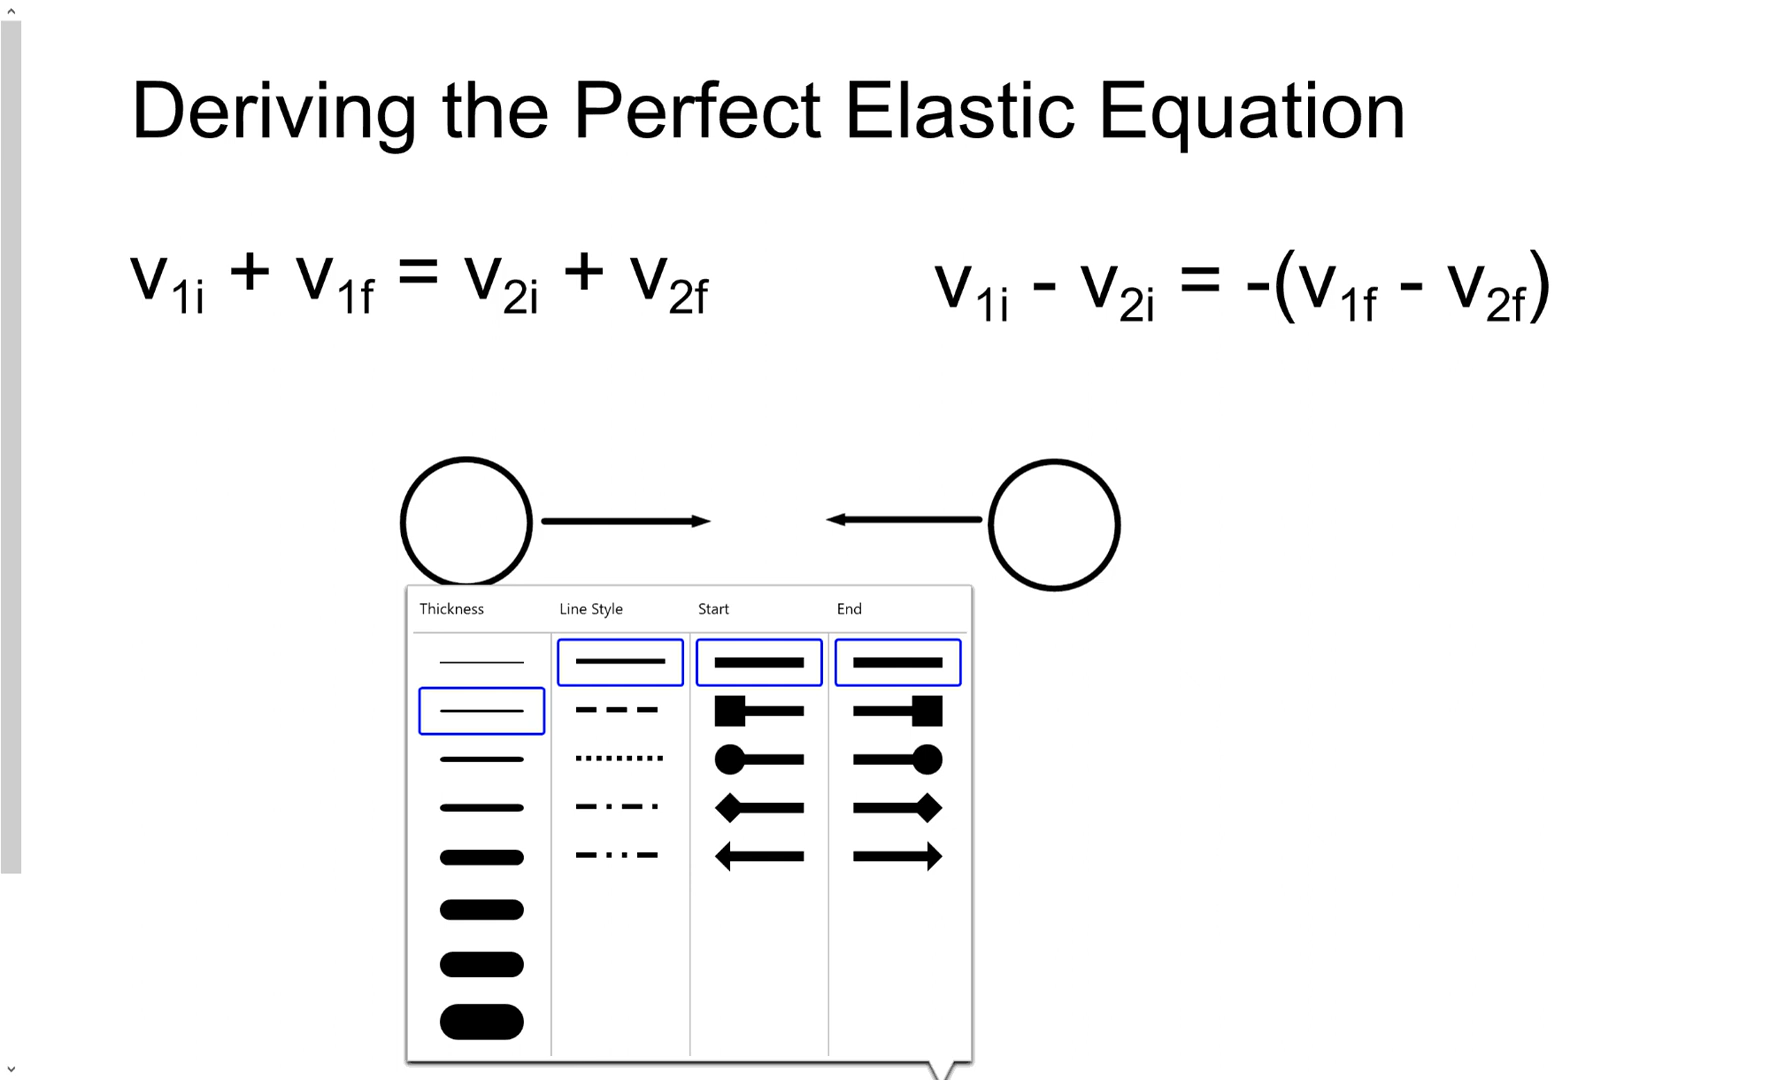 Deriving the Perfect Elastic Equation
v₁ᵢ + v₁f = v₂ᵢ + v₂f
v₁ᵢ - v₂ᵢ = -(v₁f - v₂f)
Thickness Line Style Start End